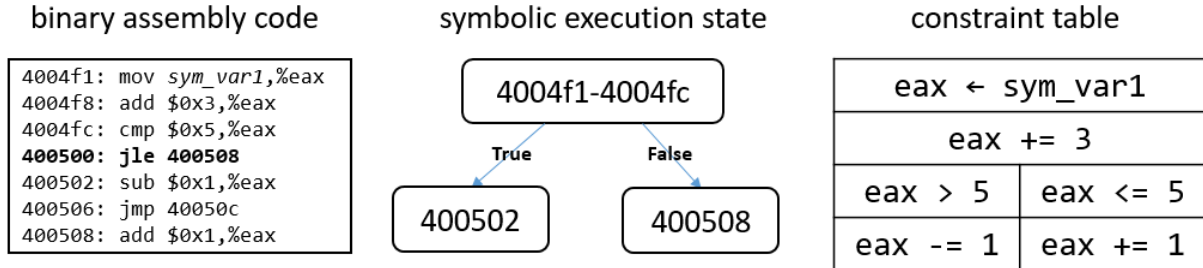 binary assembly code
4004f1: mov sym_var1,%eax
4004f8: add $0x3,%eax
4004fc: cmp $0x5,%eax
400500: jle 400508
400502: sub $0x1,%eax
400506: jmp 40050c
400508: add $0x1,%eax
symbolic execution state
4004f1-4004fc
True
False
400502
400508
constraint table
eax ← sym_var1
eax += 3
eax > 5
eax <= 5
eax -= 1
eax += 1